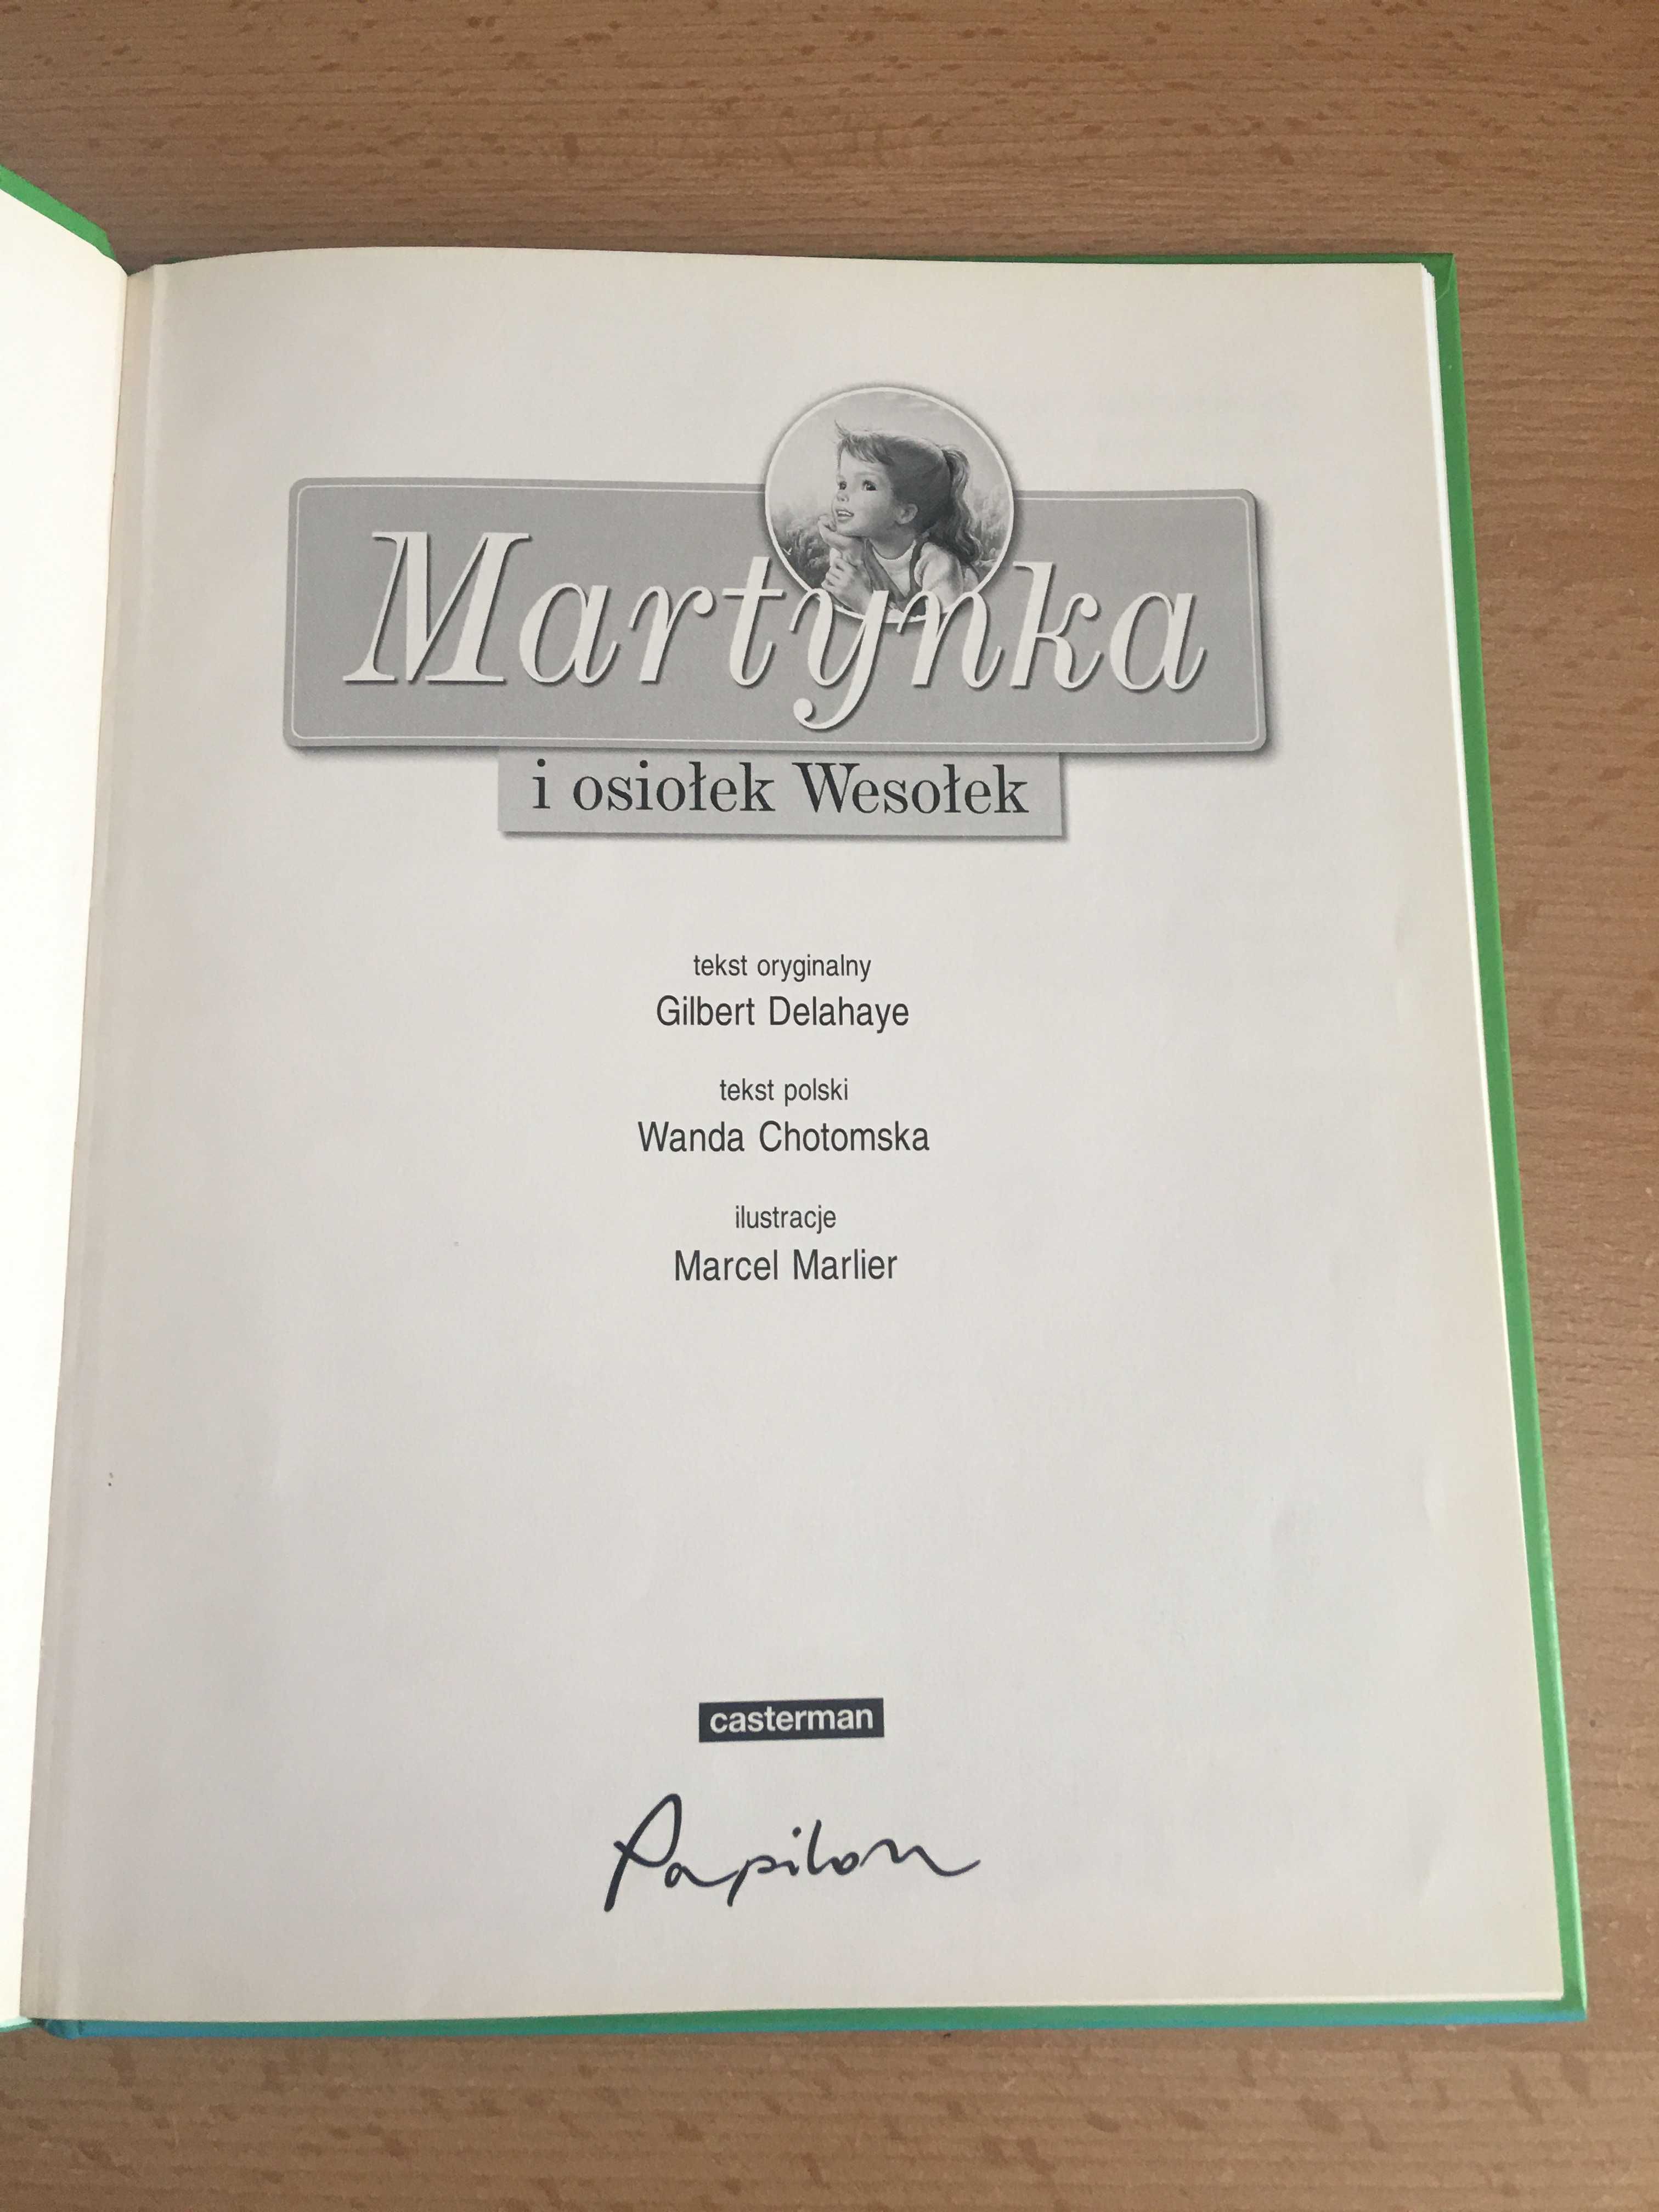 Martynka
i osiołek Wesołek
tekst oryginalny
Gilbert Delahaye
tekst polski
Wanda Chotomska
ilustracje
Marcel Marlier
casterman
Papilon